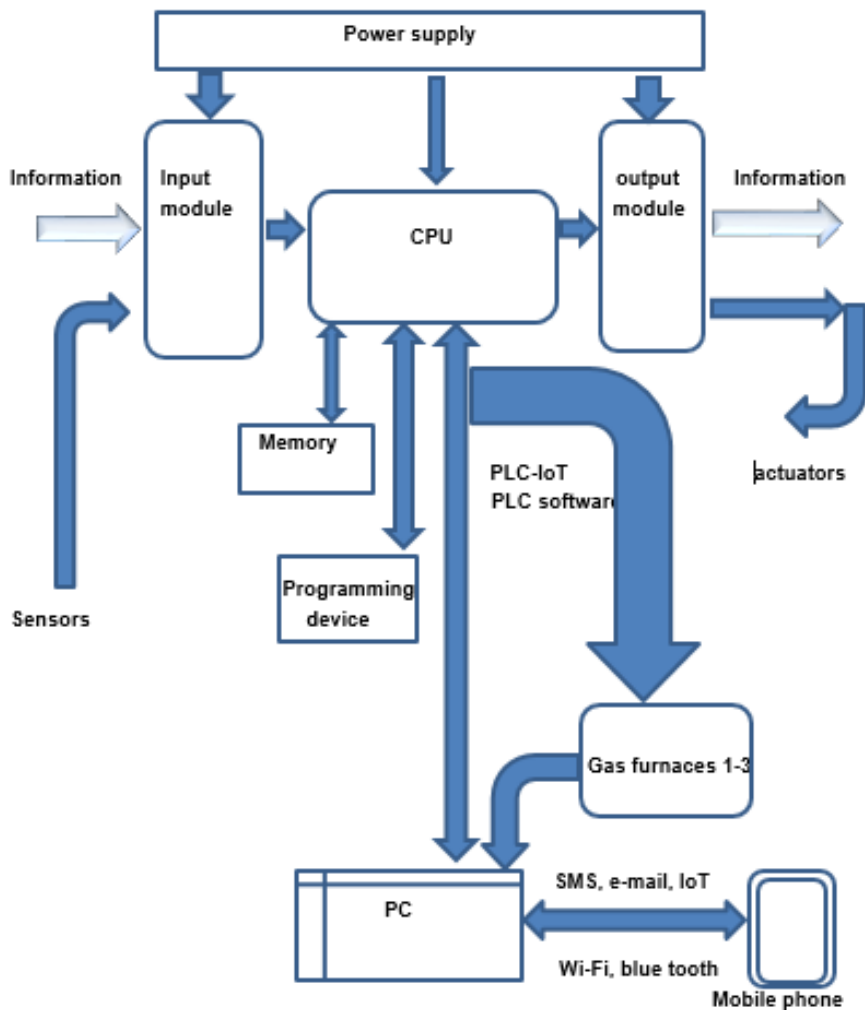 Power supply
Information
Input
module
output
module
Information
CPU
Memory
PLC-IoT
PLC software
actuators
Programming
device
Sensors
Gas furnaces 1-3
PC
SMS, e-mail, IoT
Wi-Fi, blue tooth
Mobile phone